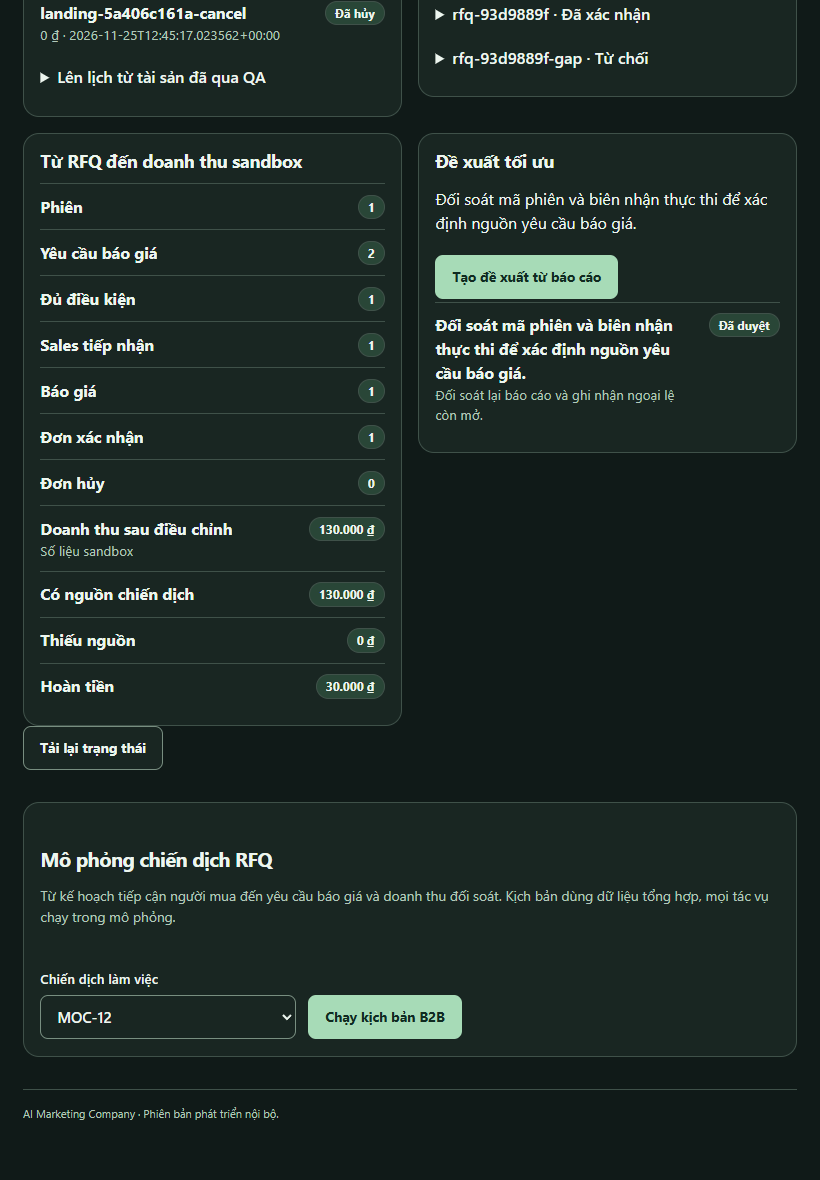 landing-5a406c161a-cancel
Đã hủy
0 ₫ · 2026-11-25T12:45:17.023562+00:00
▶ Lên lịch từ tài sản đã qua QA
▶ rfq-93d9889f · Đã xác nhận
▶ rfq-93d9889f-gap · Từ chối
Từ RFQ đến doanh thu sandbox
Phiên
1
Yêu cầu báo giá
2
Đủ điều kiện
1
Sales tiếp nhận
1
Báo giá
1
Đơn xác nhận
1
Đơn hủy
0
Doanh thu sau điều chỉnh
130.000 ₫
Số liệu sandbox
Có nguồn chiến dịch
130.000 ₫
Thiếu nguồn
0 ₫
Hoàn tiền
30.000 ₫
Đề xuất tối ưu
Đối soát mã phiên và biên nhận thực thi để xác
định nguồn yêu cầu báo giá.
Tạo đề xuất từ báo cáo
Đối soát mã phiên và biên nhận
thực thi để xác định nguồn yêu
cầu báo giá.
Đã duyệt
Đối soát lại báo cáo và ghi nhận ngoại lệ
còn mở.
Tải lại trạng thái
Mô phỏng chiến dịch RFQ
Từ kế hoạch tiếp cận người mua đến yêu cầu báo giá và doanh thu đối soát. Kịch bản dùng dữ liệu tổng hợp, mọi tác vụ
chạy trong mô phỏng.
Chiến dịch làm việc
MOC-12
Chạy kịch bản B2B
AI Marketing Company · Phiên bản phát triển nội bộ.